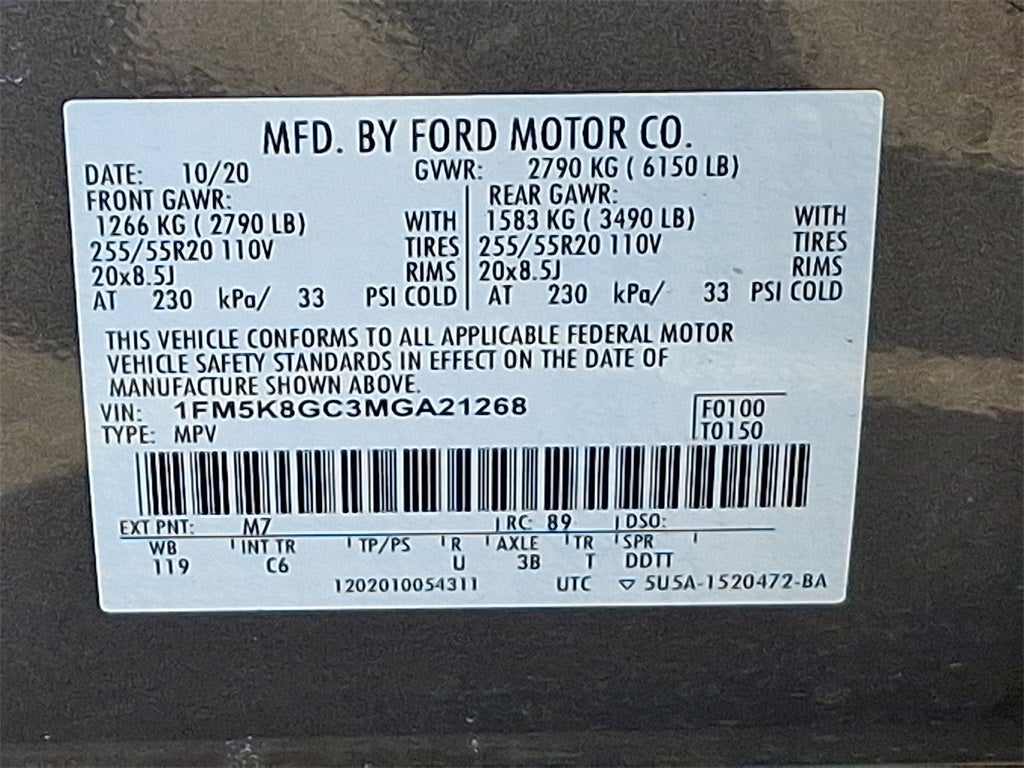 MFD. BY FORD MOTOR CO.
DATE: 10/20 GVWR: 2790 KG ( 6150 LB)
FRONT GAWR: REAR GAWR:
1266 KG ( 2790 LB) WITH 1583 KG ( 3490 LB) WITH
255/55R20 110V TIRES 255/55R20 110V TIRES
20x8.5J RIMS 20x8.5J RIMS
AT 230 kPa/ 33 PSI COLD AT 230 kPa/ 33 PSI COLD
THIS VEHICLE CONFORMS TO ALL APPLICABLE FEDERAL MOTOR
VEHICLE SAFETY STANDARDS IN EFFECT ON THE DATE OF
MANUFACTURE SHOWN ABOVE.
VIN: 1FM5K8GC3MGA21268 F0100
TYPE: MPV T0150
EXT PNT: M7 RC: 89 DSO:
WB INT TR TP/PS R AXLE TR SPR
119 C6 U 3B T DDTT
1202010054311 UTC ▽ 5U5A-1520472-BA